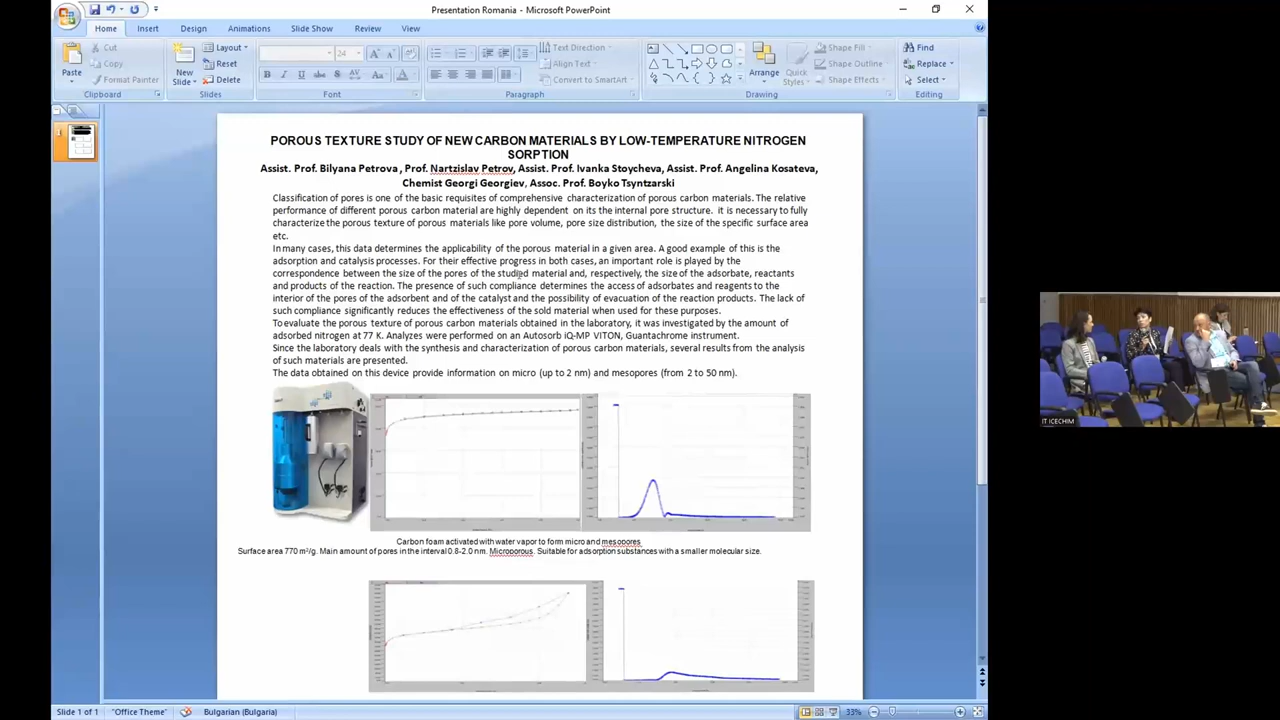 Presentation Romania - Microsoft PowerPoint
Home Insert Design Animations Slide Show Review View
Cut
Copy
Format Painter
Paste
Clipboard
New
Slide
Layout
Reset
Delete
Slides
24
Font
Text Direction
Align Text
Convert to SmartArt
Paragraph
Arrange
Quick
Styles
Shape Fill
Shape Outline
Shape Effects
Drawing
Find
Replace
Select
Editing
1
POROUS TEXTURE STUDY OF NEW CARBON MATERIALS BY LOW-TEMPERATURE NITROGEN
SORPTION
Assist. Prof. Bilyana Petrova , Prof. Nartzislav Petrov, Assist. Prof. Ivanka Stoycheva, Assist. Prof. Angelina Kosateva,
Chemist Georgi Georgiev, Assoc. Prof. Boyko Tsyntzarski
Classification of pores is one of the basic requisites of comprehensive characterization of porous carbon materials. The relative
performance of different porous carbon material are highly dependent on its the internal pore structure. it is necessary to fully
characterize the porous texture of porous materials like pore volume, pore size distribution, the size of the specific surface area
etc.
In many cases, this data determines the applicability of the porous material in a given area. A good example of this is the
adsorption and catalysis processes. For their effective progress in both cases, an important role is played by the
correspondence between the size of the pores of the studied material and, respectively, the size of the adsorbate, reactants
and products of the reaction. The presence of such compliance determines the access of adsorbates and reagents to the
interior of the pores of the adsorbent and of the catalyst and the possibility of evacuation of the reaction products. The lack of
such compliance significantly reduces the effectiveness of the sold material when used for these purposes.
To evaluate the porous texture of porous carbon materials obtained in the laboratory, it was investigated by the amount of
adsorbed nitrogen at 77 K. Analyzes were performed on an Autosorb iQ-MP VITON, Guantachrome instrument.
Since the laboratory deals with the synthesis and characterization of porous carbon materials, several results from the analysis
of such materials are presented.
The data obtained on this device provide information on micro (up to 2 nm) and mesopores (from 2 to 50 nm).
Carbon foam activated with water vapor to form micro and mesopores
Surface area 770 m²/g. Main amount of pores in the interval 0.8-2.0 nm. Microporous. Suitable for adsorption substances with a smaller molecular size.
IT ICECHIM
Slide 1 of 1 "Office Theme" Bulgarian (Bulgaria) 33%